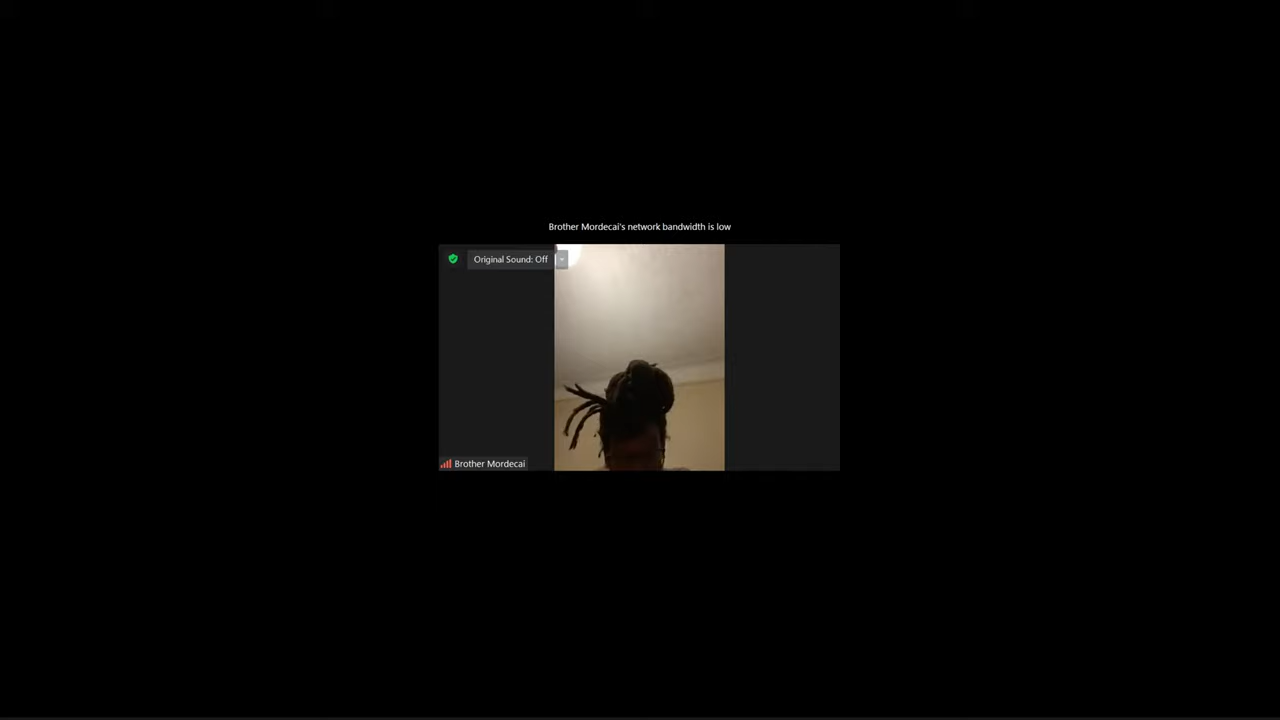 Brother Mordecai's network bandwidth is low
Original Sound: Off
Brother Mordecai